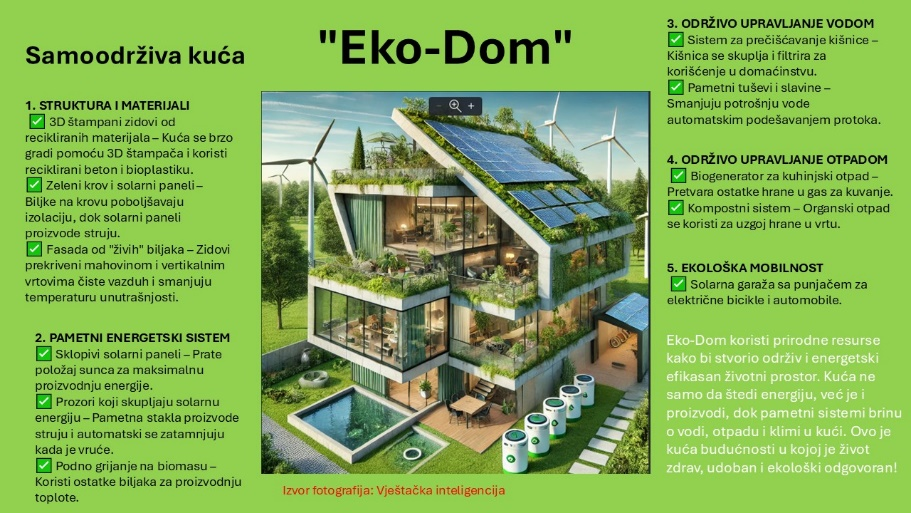 Samoodrživa kuća
"Eko-Dom"
1. STRUKTURA I MATERIJALI
✅ 3D štampani zidovi od
recikliranih materijala – Kuća se brzo
gradi pomoću 3D štampača i koristi
reciklirani beton i bioplastiku.
✅ Zeleni krov i solarni paneli –
Biljke na krovu poboljšavaju
izolaciju, dok solarni paneli
proizvode struju.
✅ Fasada od "živih" biljaka – Zidovi
prekriveni mahovinom i vertikalnim
vrtovima čiste vazduh i smanjuju
temperaturu unutrašnjosti.
2. PAMETNI ENERGETSKI SISTEM
✅ Sklopivi solarni paneli – Prate
položaj sunca za maksimalnu
proizvodnju energije.
✅ Prozori koji skupljaju solarnu
energiju – Pametna stakla proizvode
struju i automatski se zatamnjuju
kada je vruće.
✅ Podno grijanje na biomasu –
Koristi ostatke biljaka za proizvodnju
toplote.
Izvor fotografija: Vještačka inteligencija
3. ODRŽIVO UPRAVLJANJE VODOM
✅ Sistem za prečišćavanje kišnice –
Kišnica se skuplja i filtrira za
korišćenje u domaćinstvu.
✅ Pametni tuševi i slavine –
Smanjuju potrošnju vode
automatskim podešavanjem protoka.
4. ODRŽIVO UPRAVLJANJE OTPADOM
✅ Biogenerator za kuhinjski otpad –
Pretvara ostatke hrane u gas za kuvanje.
✅ Kompostni sistem – Organski otpad
se koristi za uzgoj hrane u vrtu.
5. EKOLOŠKA MOBILNOST
✅ Solarna garaža sa punjačem za
električne bicikle i automobile.
Eko-Dom koristi prirodne resurse
kako bi stvorio održiv i energetski
efikasan životni prostor. Kuća ne
samo da štedi energiju, već je i
proizvodi, dok pametni sistemi brinu
o vodi, otpadu i klimi u kući. Ovo je
kuća budućnosti u kojoj je život
zdrav, udoban i ekološki odgovoran!